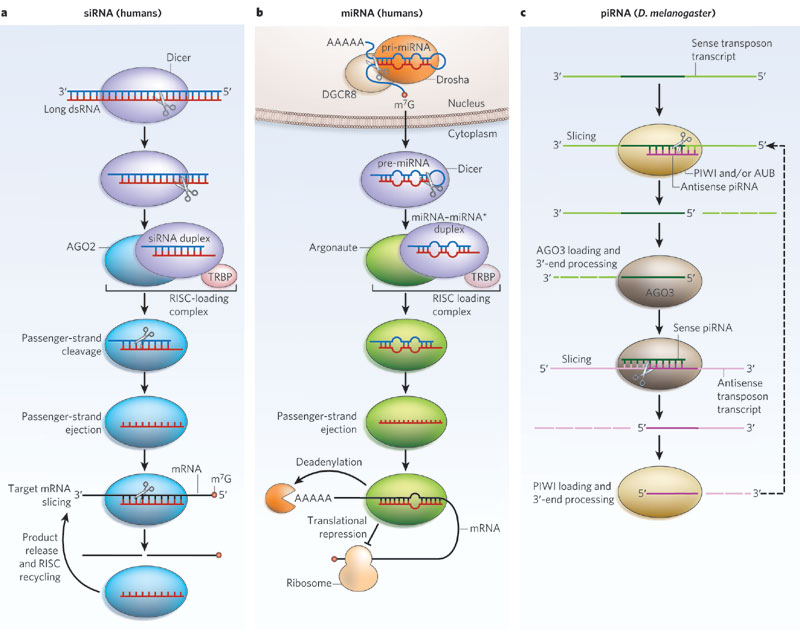 a
siRNA (humans)
Dicer
3′
5′
Long dsRNA
AGO2
siRNA duplex
TRBP
RISC-loading
complex
Passenger-strand
cleavage
Passenger-strand
ejection
mRNA
m⁷G
Target mRNA
slicing
3′
5′
Product
release
and RISC
recycling
b
miRNA (humans)
AAAAA
pri-miRNA
Drosha
DGCR8
m⁷G
Nucleus
Cytoplasm
pre-miRNA
Dicer
miRNA–miRNA*
duplex
Argonaute
TRBP
RISC loading
complex
Passenger-strand
ejection
Deadenylation
AAAAA
Translational
repression
mRNA
Ribosome
c
piRNA (D. melanogaster)
Sense transposon
transcript
3′
5′
Slicing
3′
5′
PIWI and/or AUB
Antisense piRNA
3′
5′
AGO3 loading and
3′-end processing
3′
5′
AGO3
Sense piRNA
Slicing
5′
3′
Antisense
transposon
transcript
5′
3′
PIWI loading and
3′-end processing
5′
3′